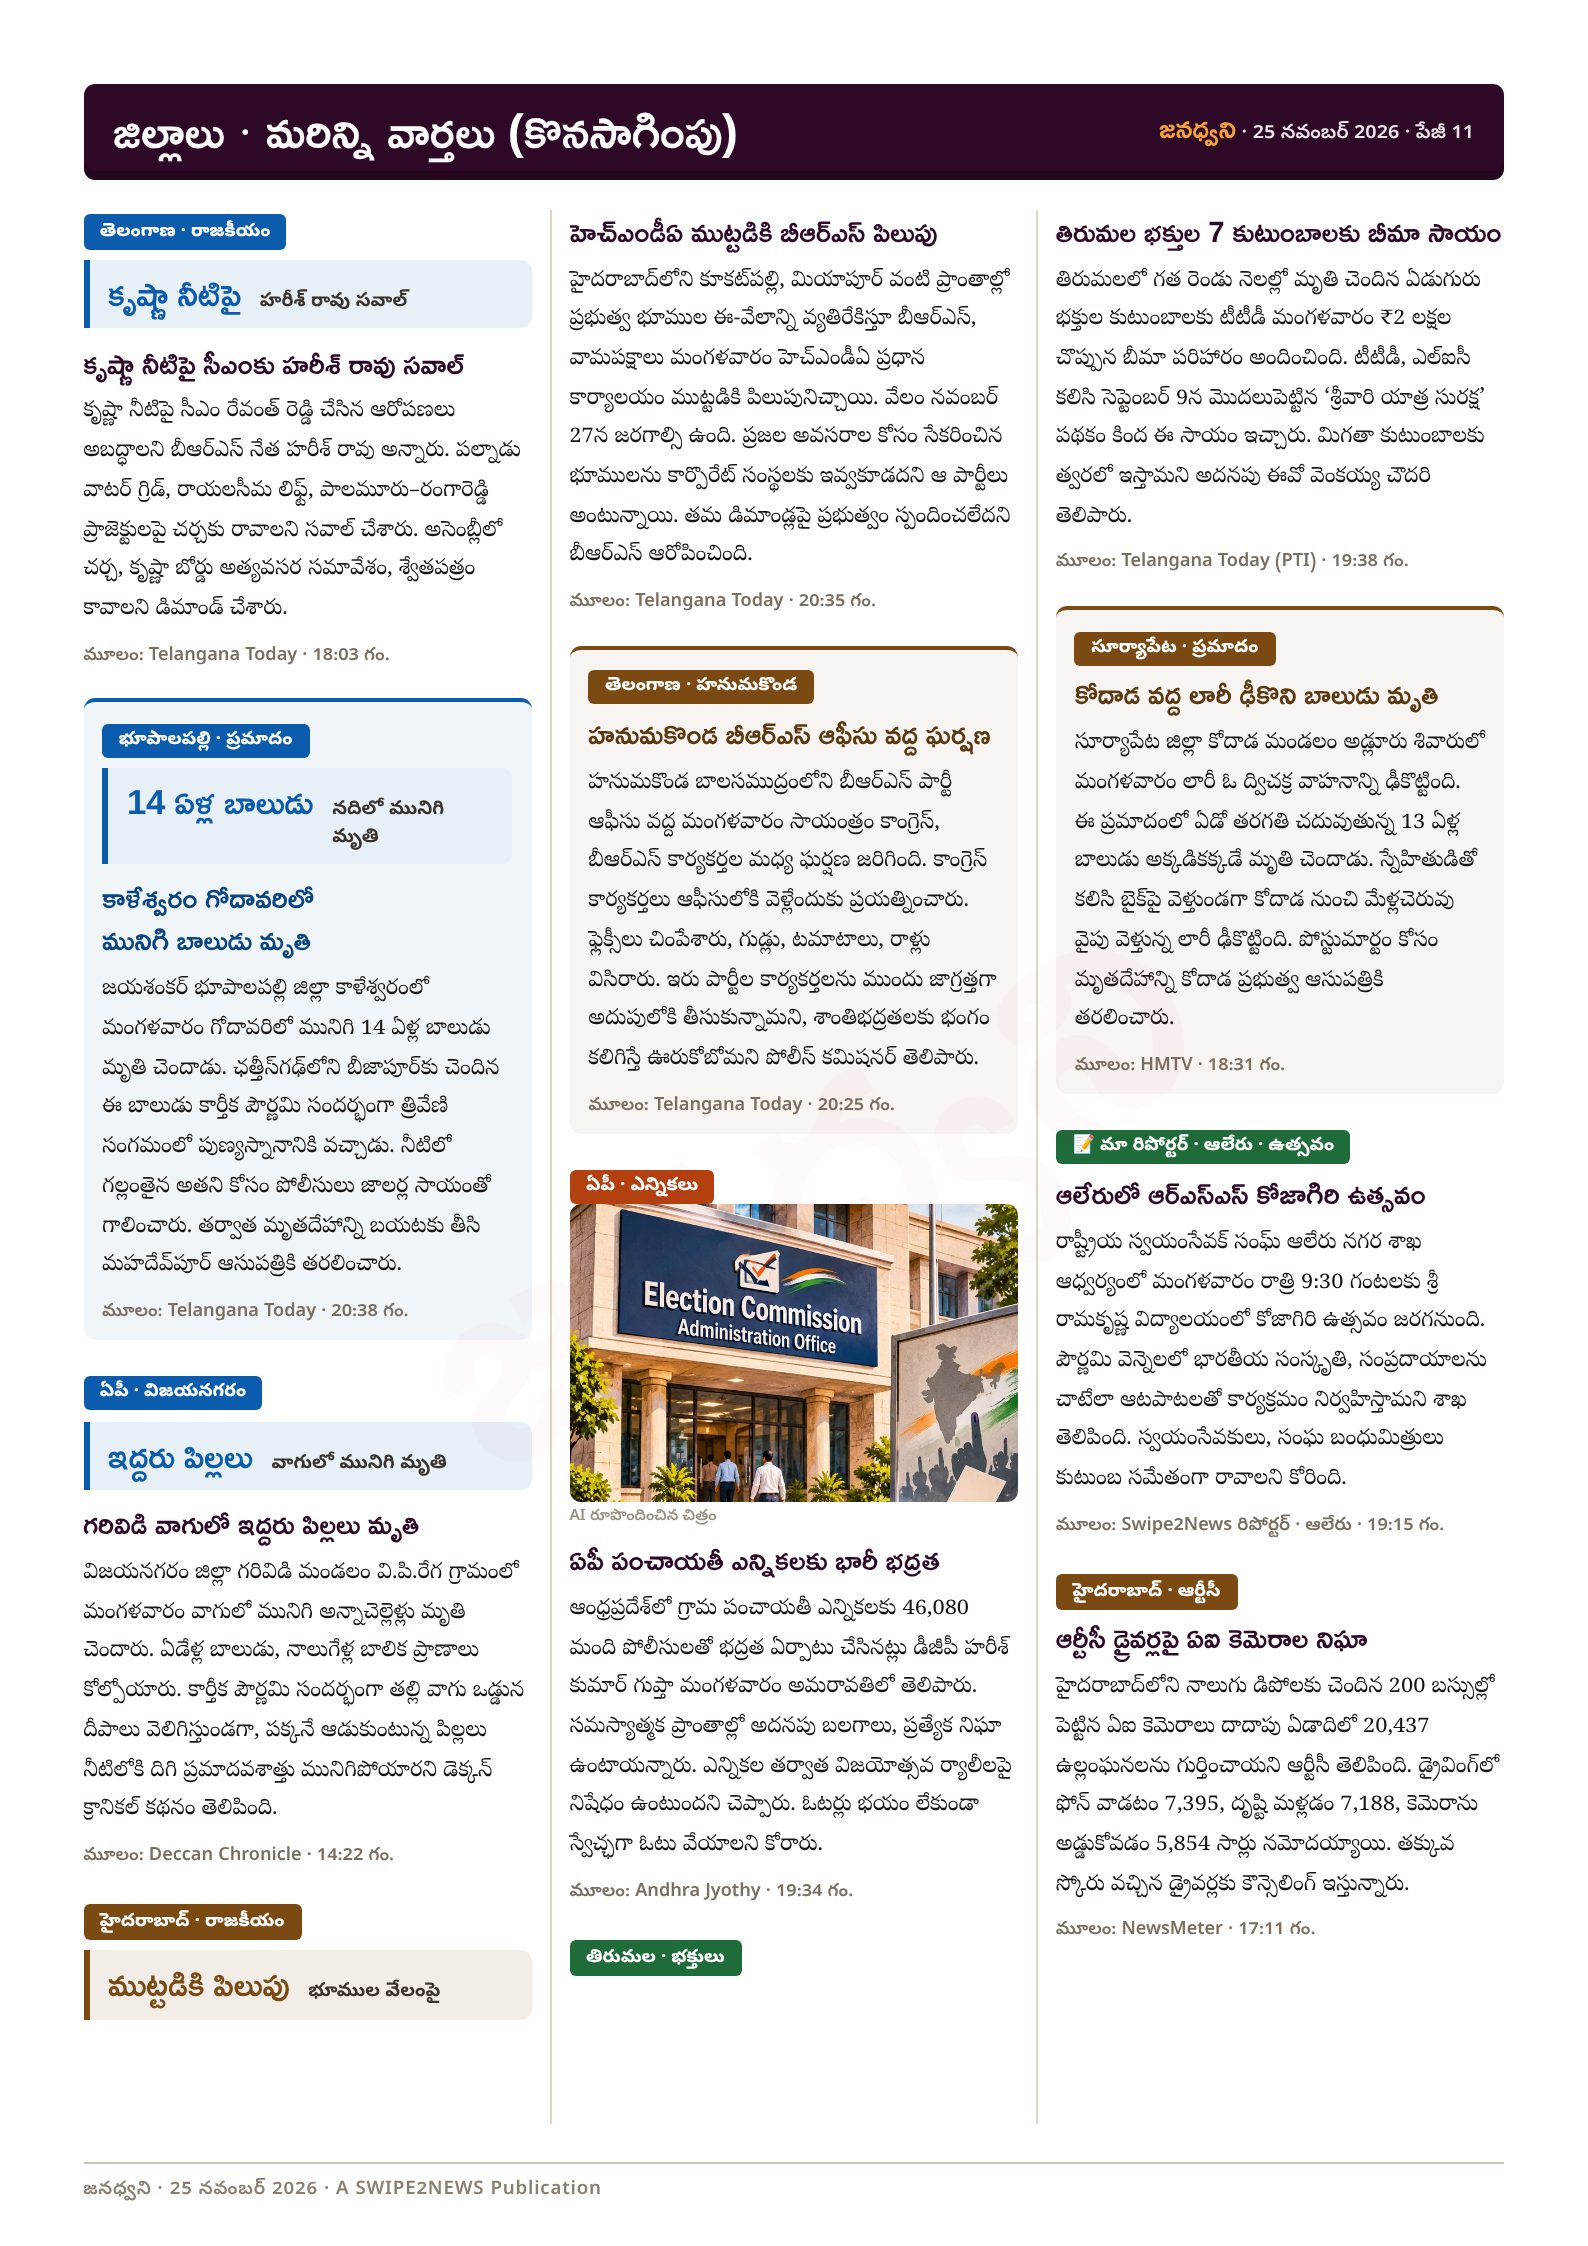 జిల్లాలు · మరిన్ని వార్తలు (కొనసాగింపు)
జనధ్వని · 25 నవంబర్ 2026 · పేజీ 11
తెలంగాణ · రాజకీయం
కృష్ణా నీటిపై హరీశ్ రావు సవాల్
కృష్ణా నీటిపై సీఎంకు హరీశ్ రావు సవాల్
కృష్ణా నీటిపై సీఎం రేవంత్ రెడ్డి చేసిన ఆరోపణలు
అబద్ధాలని బీఆర్ఎస్ నేత హరీశ్ రావు అన్నారు. పల్నాడు
వాటర్ గ్రిడ్, రాయలసీమ లిఫ్ట్, పాలమూరు–రంగారెడ్డి
ప్రాజెక్టులపై చర్చకు రావాలని సవాల్ చేశారు. అసెంబ్లీలో
చర్చ, కృష్ణా బోర్డు అత్యవసర సమావేశం, శ్వేతపత్రం
కావాలని డిమాండ్ చేశారు.
మూలం: Telangana Today · 18:03 గం.
భూపాలపల్లి · ప్రమాదం
14 ఏళ్ల బాలుడు నదిలో మునిగి
మృతి
కాళేశ్వరం గోదావరిలో
మునిగి బాలుడు మృతి
జయశంకర్ భూపాలపల్లి జిల్లా కాళేశ్వరంలో
మంగళవారం గోదావరిలో మునిగి 14 ఏళ్ల బాలుడు
మృతి చెందాడు. ఛత్తీస్‌గఢ్‌లోని బీజాపూర్‌కు చెందిన
ఈ బాలుడు కార్తీక పౌర్ణమి సందర్భంగా త్రివేణి
సంగమంలో పుణ్యస్నానానికి వచ్చాడు. నీటిలో
గల్లంతైన అతని కోసం పోలీసులు జాలర్ల సాయంతో
గాలించారు. తర్వాత మృతదేహాన్ని బయటకు తీసి
మహదేవ్‌పూర్ ఆసుపత్రికి తరలించారు.
మూలం: Telangana Today · 20:38 గం.
ఏపీ · విజయనగరం
ఇద్దరు పిల్లలు వాగులో మునిగి మృతి
గరివిడి వాగులో ఇద్దరు పిల్లలు మృతి
విజయనగరం జిల్లా గరివిడి మండలం వి.పి.రేగ గ్రామంలో
మంగళవారం వాగులో మునిగి అన్నాచెల్లెళ్లు మృతి
చెందారు. ఏడేళ్ల బాలుడు, నాలుగేళ్ల బాలిక ప్రాణాలు
కోల్పోయారు. కార్తీక పౌర్ణమి సందర్భంగా తల్లి వాగు ఒడ్డున
దీపాలు వెలిగిస్తుండగా, పక్కనే ఆడుకుంటున్న పిల్లలు
నీటిలోకి దిగి ప్రమాదవశాత్తు మునిగిపోయారని డెక్కన్
క్రానికల్ కథనం తెలిపింది.
మూలం: Deccan Chronicle · 14:22 గం.
హైదరాబాద్ · రాజకీయం
ముట్టడికి పిలుపు భూముల వేలంపై
హెచ్ఎండీఏ ముట్టడికి బీఆర్ఎస్ పిలుపు
హైదరాబాద్‌లోని కూకట్‌పల్లి, మియాపూర్ వంటి ప్రాంతాల్లో
ప్రభుత్వ భూముల ఈ-వేలాన్ని వ్యతిరేకిస్తూ బీఆర్ఎస్,
వామపక్షాలు మంగళవారం హెచ్ఎండీఏ ప్రధాన
కార్యాలయం ముట్టడికి పిలుపునిచ్చాయి. వేలం నవంబర్
27న జరగాల్సి ఉంది. ప్రజల అవసరాల కోసం సేకరించిన
భూములను కార్పొరేట్ సంస్థలకు ఇవ్వకూడదని ఆ పార్టీలు
అంటున్నాయి. తమ డిమాండ్లపై ప్రభుత్వం స్పందించలేదని
బీఆర్ఎస్ ఆరోపించింది.
మూలం: Telangana Today · 20:35 గం.
తెలంగాణ · హనుమకొండ
హనుమకొండ బీఆర్ఎస్ ఆఫీసు వద్ద ఘర్షణ
హనుమకొండ బాలసముద్రంలోని బీఆర్ఎస్ పార్టీ
ఆఫీసు వద్ద మంగళవారం సాయంత్రం కాంగ్రెస్,
బీఆర్ఎస్ కార్యకర్తల మధ్య ఘర్షణ జరిగింది. కాంగ్రెస్
కార్యకర్తలు ఆఫీసులోకి వెళ్లేందుకు ప్రయత్నించారు.
ఫ్లెక్సీలు చింపేశారు, గుడ్లు, టమాటాలు, రాళ్లు
విసిరారు. ఇరు పార్టీల కార్యకర్తలను ముందు జాగ్రత్తగా
అదుపులోకి తీసుకున్నామని, శాంతిభద్రతలకు భంగం
కలిగిస్తే ఊరుకోబోమని పోలీస్ కమిషనర్ తెలిపారు.
మూలం: Telangana Today · 20:25 గం.
ఏపీ · ఎన్నికలు
Election Commission
Administration Office
AI రూపొందించిన చిత్రం
ఏపీ పంచాయతీ ఎన్నికలకు భారీ భద్రత
ఆంధ్రప్రదేశ్‌లో గ్రామ పంచాయతీ ఎన్నికలకు 46,080
మంది పోలీసులతో భద్రత ఏర్పాటు చేసినట్లు డీజీపీ హరీశ్
కుమార్ గుప్తా మంగళవారం అమరావతిలో తెలిపారు.
సమస్యాత్మక ప్రాంతాల్లో అదనపు బలగాలు, ప్రత్యేక నిఘా
ఉంటాయన్నారు. ఎన్నికల తర్వాత విజయోత్సవ ర్యాలీలపై
నిషేధం ఉంటుందని చెప్పారు. ఓటర్లు భయం లేకుండా
స్వేచ్ఛగా ఓటు వేయాలని కోరారు.
మూలం: Andhra Jyothy · 19:34 గం.
తిరుమల · భక్తులు
తిరుమల భక్తుల 7 కుటుంబాలకు బీమా సాయం
తిరుమలలో గత రెండు నెలల్లో మృతి చెందిన ఏడుగురు
భక్తుల కుటుంబాలకు టీటీడీ మంగళవారం ₹2 లక్షల
చొప్పున బీమా పరిహారం అందించింది. టీటీడీ, ఎల్ఐసీ
కలిసి సెప్టెంబర్ 9న మొదలుపెట్టిన ‘శ్రీవారి యాత్ర సురక్ష’
పథకం కింద ఈ సాయం ఇచ్చారు. మిగతా కుటుంబాలకు
త్వరలో ఇస్తామని అదనపు ఈవో వెంకయ్య చౌదరి
తెలిపారు.
మూలం: Telangana Today (PTI) · 19:38 గం.
సూర్యాపేట · ప్రమాదం
కోదాడ వద్ద లారీ ఢీకొని బాలుడు మృతి
సూర్యాపేట జిల్లా కోదాడ మండలం అడ్లూరు శివారులో
మంగళవారం లారీ ఓ ద్విచక్ర వాహనాన్ని ఢీకొట్టింది.
ఈ ప్రమాదంలో ఏడో తరగతి చదువుతున్న 13 ఏళ్ల
బాలుడు అక్కడికక్కడే మృతి చెందాడు. స్నేహితుడితో
కలిసి బైక్‌పై వెళ్తుండగా కోదాడ నుంచి మేళ్లచెరువు
వైపు వెళ్తున్న లారీ ఢీకొట్టింది. పోస్టుమార్టం కోసం
మృతదేహాన్ని కోదాడ ప్రభుత్వ ఆసుపత్రికి
తరలించారు.
మూలం: HMTV · 18:31 గం.
📝 మా రిపోర్టర్ · ఆలేరు · ఉత్సవం
ఆలేరులో ఆర్ఎస్ఎస్ కోజాగిరి ఉత్సవం
రాష్ట్రీయ స్వయంసేవక్ సంఘ్ ఆలేరు నగర శాఖ
ఆధ్వర్యంలో మంగళవారం రాత్రి 9:30 గంటలకు శ్రీ
రామకృష్ణ విద్యాలయంలో కోజాగిరి ఉత్సవం జరగనుంది.
పౌర్ణమి వెన్నెలలో భారతీయ సంస్కృతి, సంప్రదాయాలను
చాటేలా ఆటపాటలతో కార్యక్రమం నిర్వహిస్తామని శాఖ
తెలిపింది. స్వయంసేవకులు, సంఘ బంధుమిత్రులు
కుటుంబ సమేతంగా రావాలని కోరింది.
మూలం: Swipe2News రిపోర్టర్ · ఆలేరు · 19:15 గం.
హైదరాబాద్ · ఆర్టీసీ
ఆర్టీసీ డ్రైవర్లపై ఏఐ కెమెరాల నిఘా
హైదరాబాద్‌లోని నాలుగు డిపోలకు చెందిన 200 బస్సుల్లో
పెట్టిన ఏఐ కెమెరాలు దాదాపు ఏడాదిలో 20,437
ఉల్లంఘనలను గుర్తించాయని ఆర్టీసీ తెలిపింది. డ్రైవింగ్‌లో
ఫోన్ వాడటం 7,395, దృష్టి మళ్లడం 7,188, కెమెరాను
అడ్డుకోవడం 5,854 సార్లు నమోదయ్యాయి. తక్కువ
స్కోరు వచ్చిన డ్రైవర్లకు కౌన్సెలింగ్ ఇస్తున్నారు.
మూలం: NewsMeter · 17:11 గం.
జనధ్వని · 25 నవంబర్ 2026 · A SWIPE2NEWS Publication